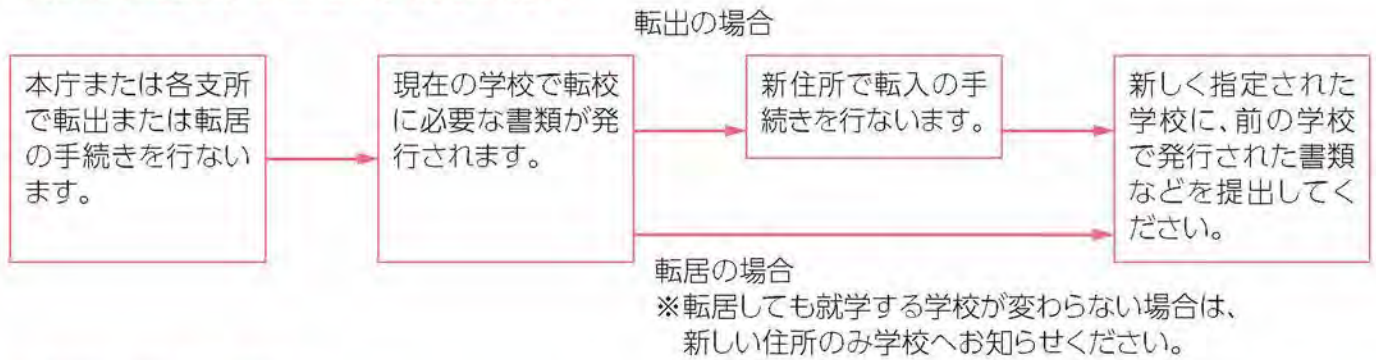 転出の場合
本庁または各支所
で転出または転居
の手続きを行ない
ます。
現在の学校で転校
に必要な書類が発
行されます。
新住所で転入の手
続きを行ないます。
新しく指定された
学校に、前の学校
で発行された書類
などを提出してく
ださい。
転居の場合
※転居しても就学する学校が変わらない場合は、
新しい住所のみ学校へお知らせください。